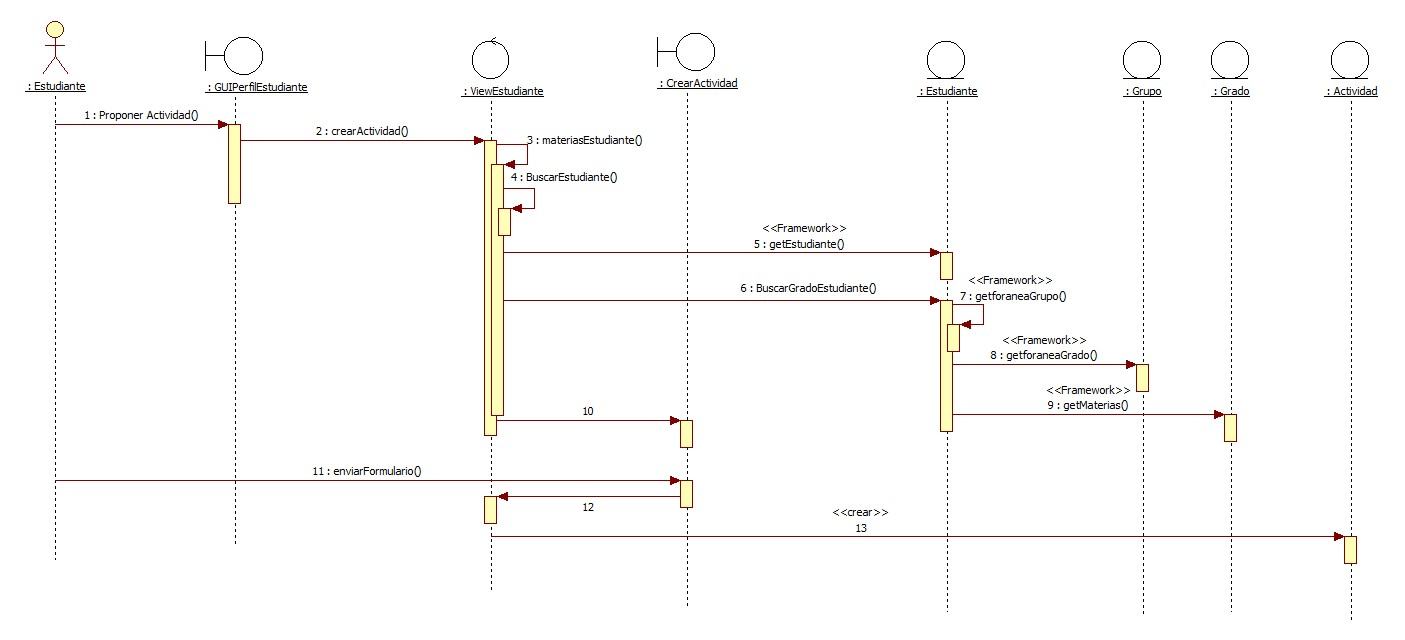 : Estudiante
: GUIPerfilEstudiante
: ViewEstudiante
: CrearActividad
: Estudiante
: Grupo
: Grado
: Actividad
1 : Proponer Actividad()
2 : crearActividad()
3 : materiasEstudiante()
4 : BuscarEstudiante()
<<Framework>>
5 : getEstudiante()
6 : BuscarGradoEstudiante()
<<Framework>>
7 : getforaneaGrupo()
<<Framework>>
8 : getforaneaGrado()
<<Framework>>
9 : getMaterias()
10
11 : enviarFormulario()
12
<<crear>>
13